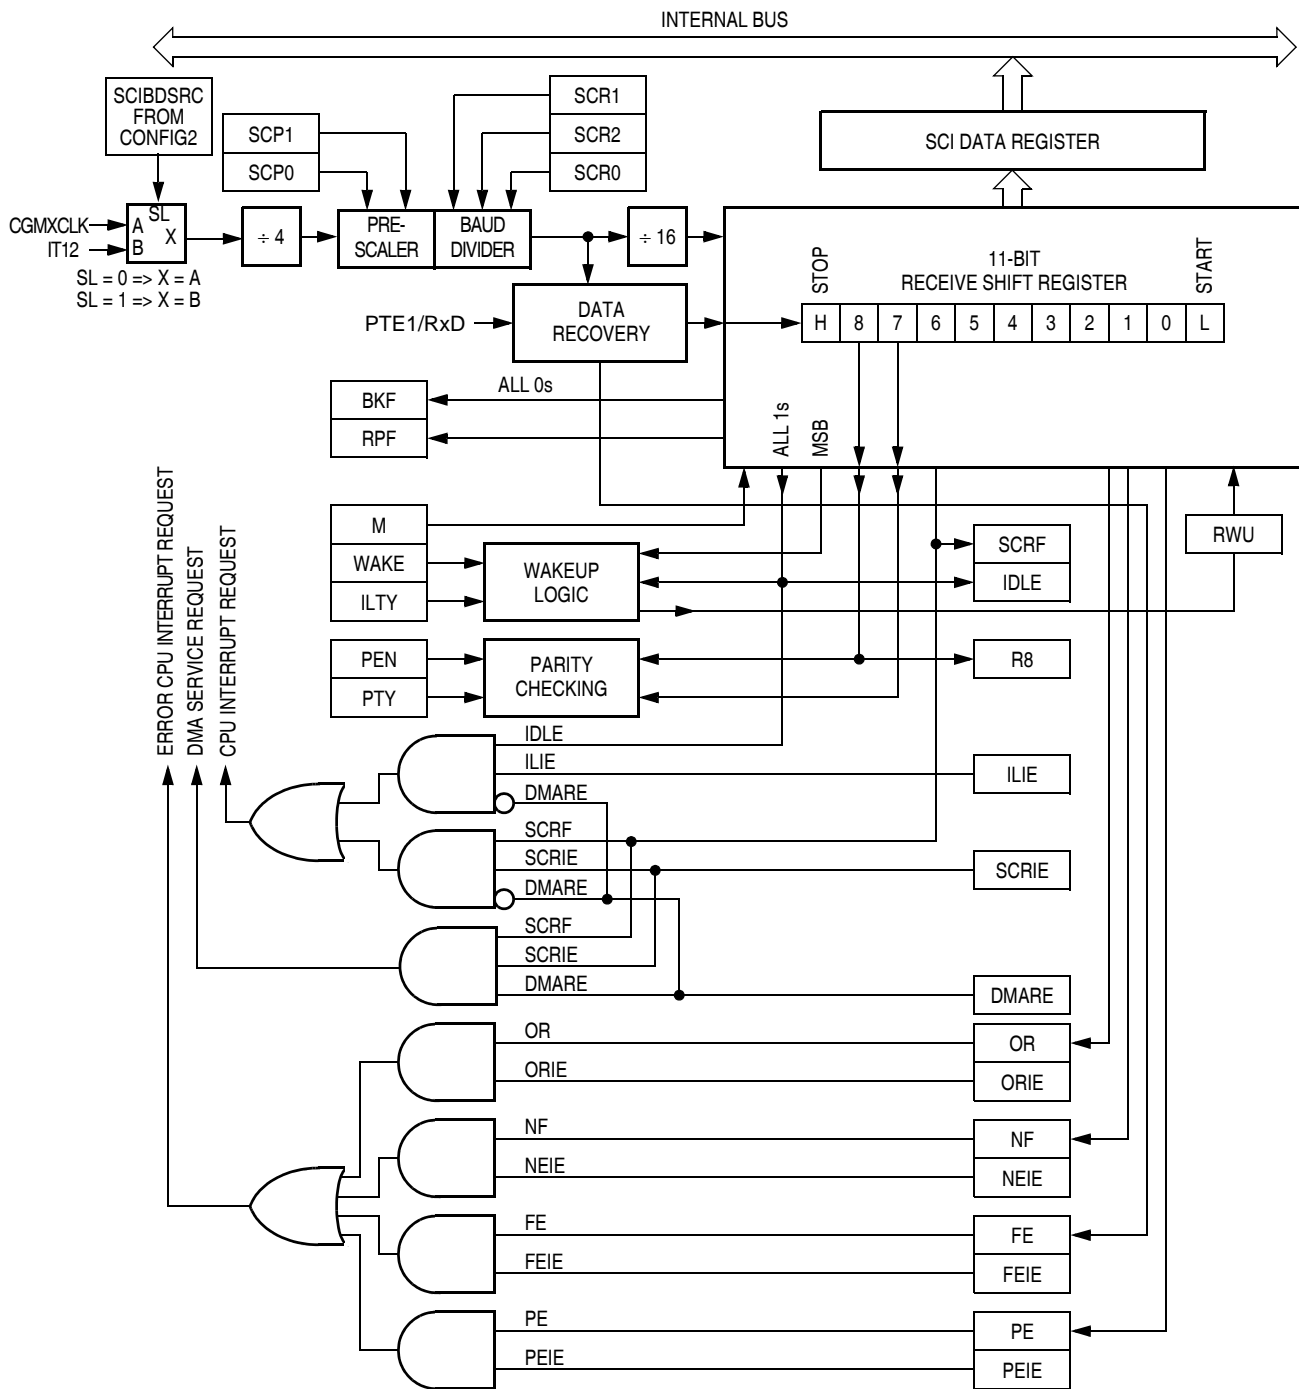 INTERNAL BUS
SCIBDSRC
FROM
CONFIG2
SCP1
SCP0
SCR1
SCR2
SCR0
SCI DATA REGISTER
CGMXCLK
IT12
SL
A
B
X
SL = 0 => X = A
SL = 1 => X = B
÷ 4
PRE-
SCALER
BAUD
DIVIDER
÷ 16
STOP
11-BIT
RECEIVE SHIFT REGISTER
START
H 8 7 6 5 4 3 2 1 0 L
PTE1/RxD
DATA
RECOVERY
ALL 0s
BKF
RPF
ALL 1s
MSB
ERROR CPU INTERRUPT REQUEST
DMA SERVICE REQUEST
CPU INTERRUPT REQUEST
M
WAKE
ILTY
WAKEUP
LOGIC
SCRF
IDLE
RWU
PEN
PTY
PARITY
CHECKING
R8
IDLE
ILIE
DMARE
ILIE
SCRF
SCRIE
DMARE
SCRIE
SCRF
SCRIE
DMARE
DMARE
OR
ORIE
OR
ORIE
NF
NEIE
NF
NEIE
FE
FEIE
FE
FEIE
PE
PEIE
PE
PEIE